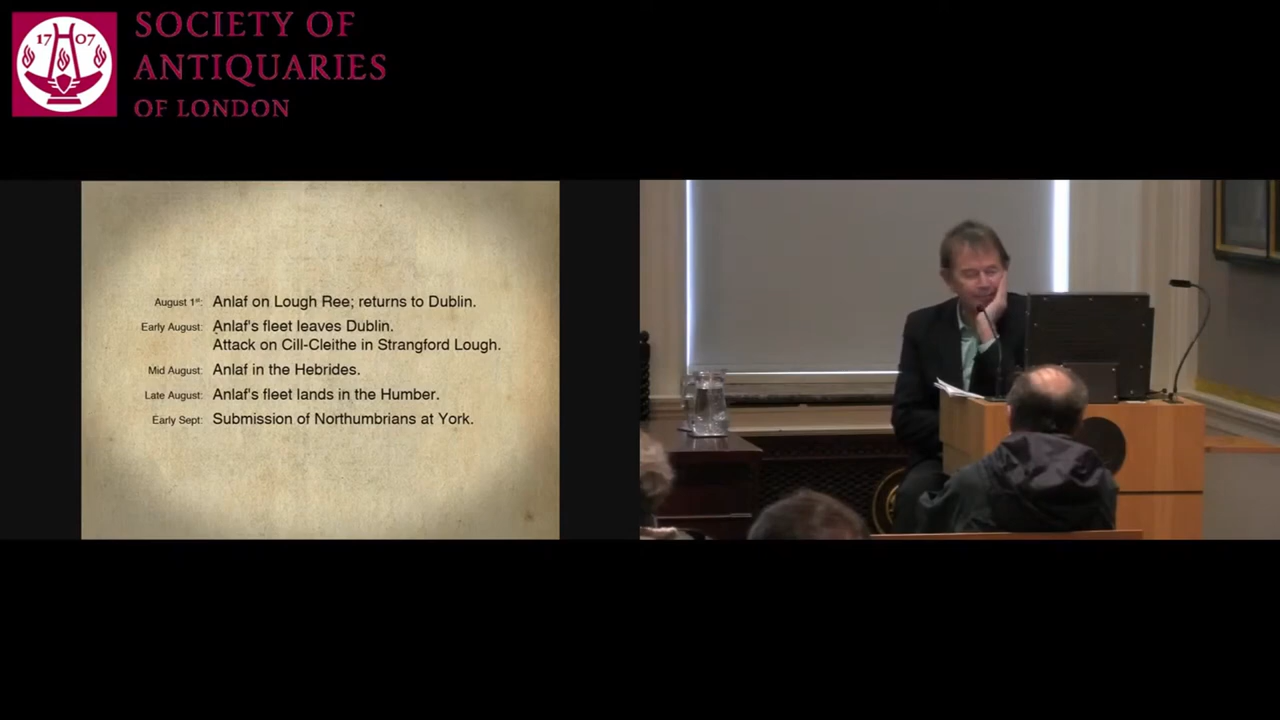 1707
SOCIETY OF
ANTIQUARIES
OF LONDON
August 1st: Anlaf on Lough Ree; returns to Dublin.
Early August: Anlaf's fleet leaves Dublin.
Attack on Cill-Cleithe in Strangford Lough.
Mid August: Anlaf in the Hebrides.
Late August: Anlaf's fleet lands in the Humber.
Early Sept: Submission of Northumbrians at York.